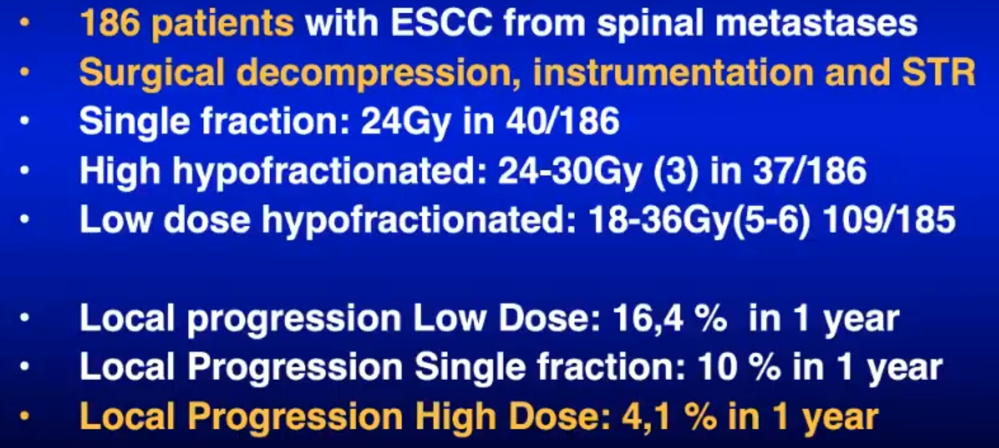 • 186 patients with ESCC from spinal metastases
• Surgical decompression, instrumentation and STR
• Single fraction: 24Gy in 40/186
• High hypofractionated: 24-30Gy (3) in 37/186
• Low dose hypofractionated: 18-36Gy(5-6) 109/185
• Local progression Low Dose: 16,4 % in 1 year
• Local Progression Single fraction: 10 % in 1 year
• Local Progression High Dose: 4,1 % in 1 year